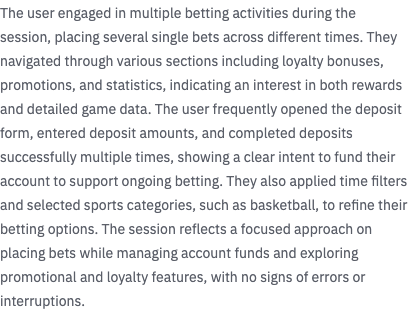 The user engaged in multiple betting activities during the
session, placing several single bets across different times. They
navigated through various sections including loyalty bonuses,
promotions, and statistics, indicating an interest in both rewards
and detailed game data. The user frequently opened the deposit
form, entered deposit amounts, and completed deposits
successfully multiple times, showing a clear intent to fund their
account to support ongoing betting. They also applied time filters
and selected sports categories, such as basketball, to refine their
betting options. The session reflects a focused approach on
placing bets while managing account funds and exploring
promotional and loyalty features, with no signs of errors or
interruptions.